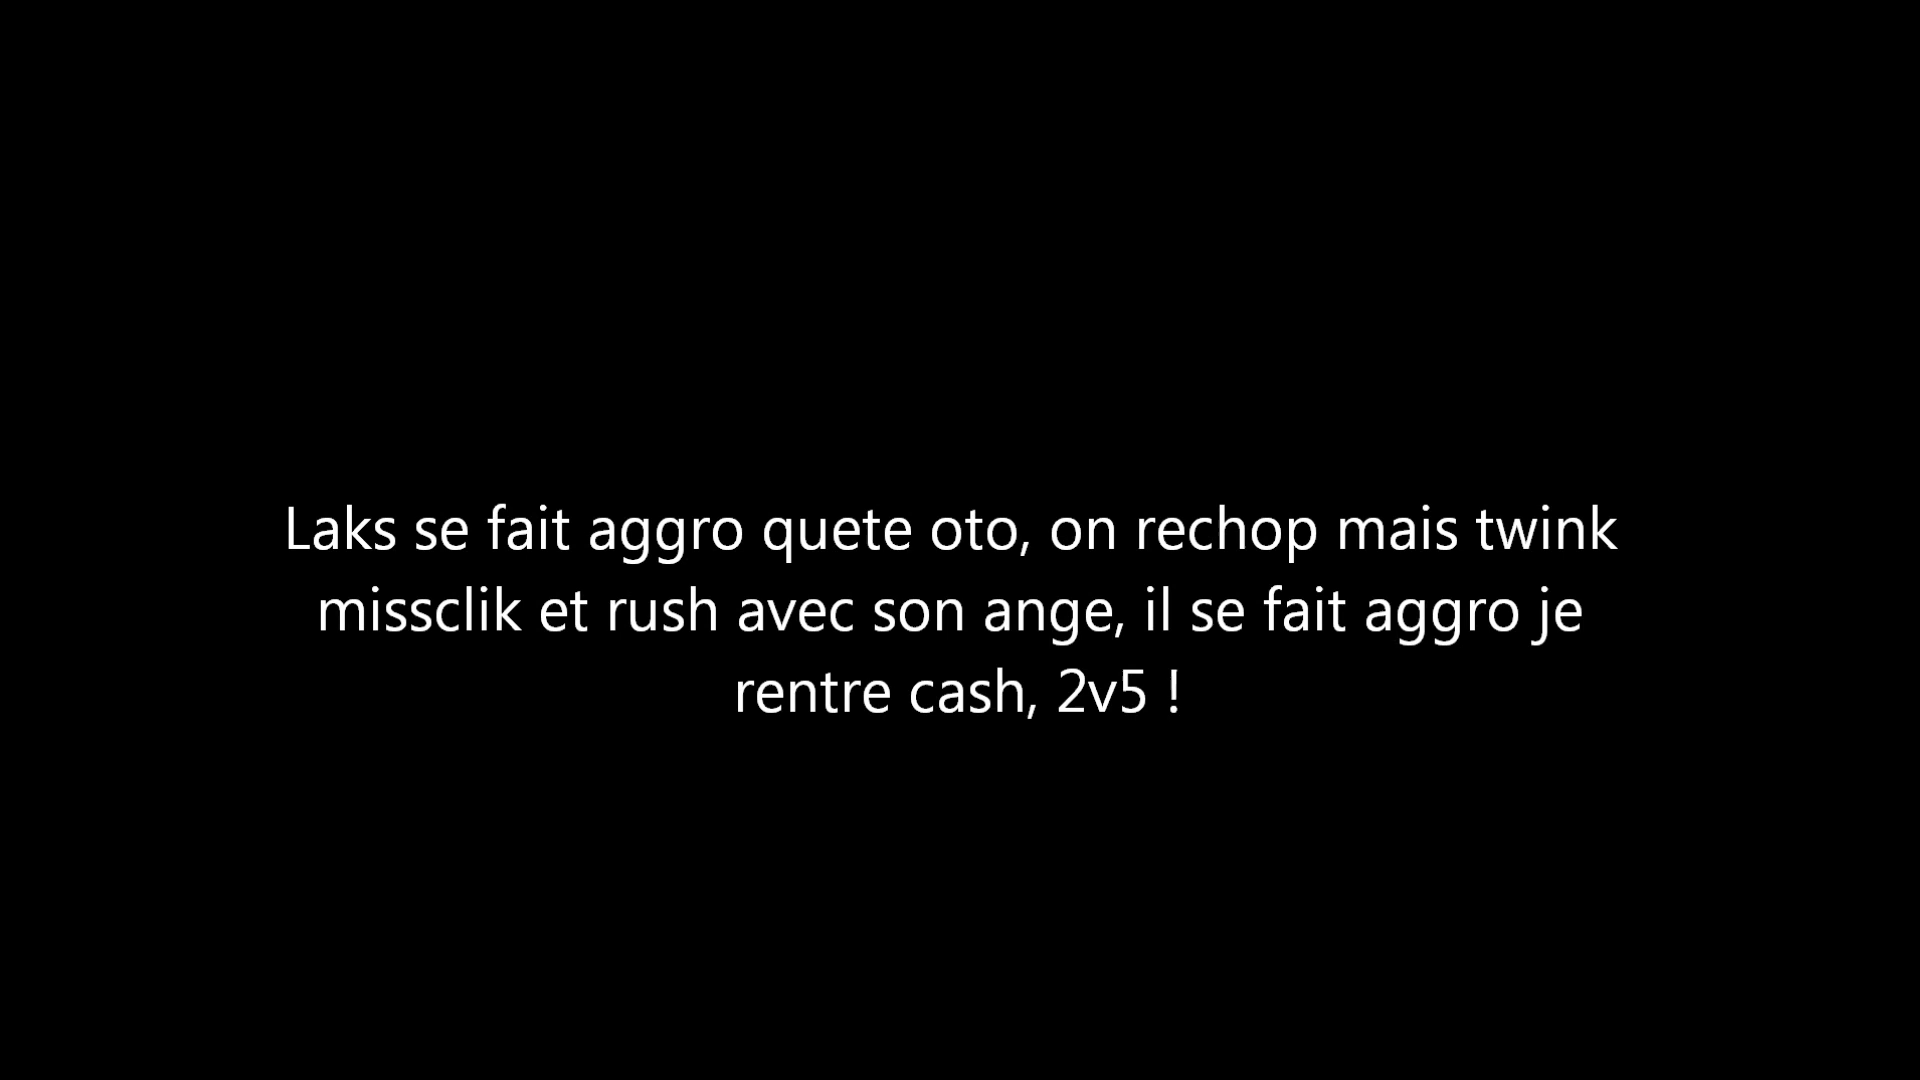 Laks se fait aggro quete oto, on rechop mais twink
missclik et rush avec son ange, il se fait aggro je
rentre cash, 2v5 !